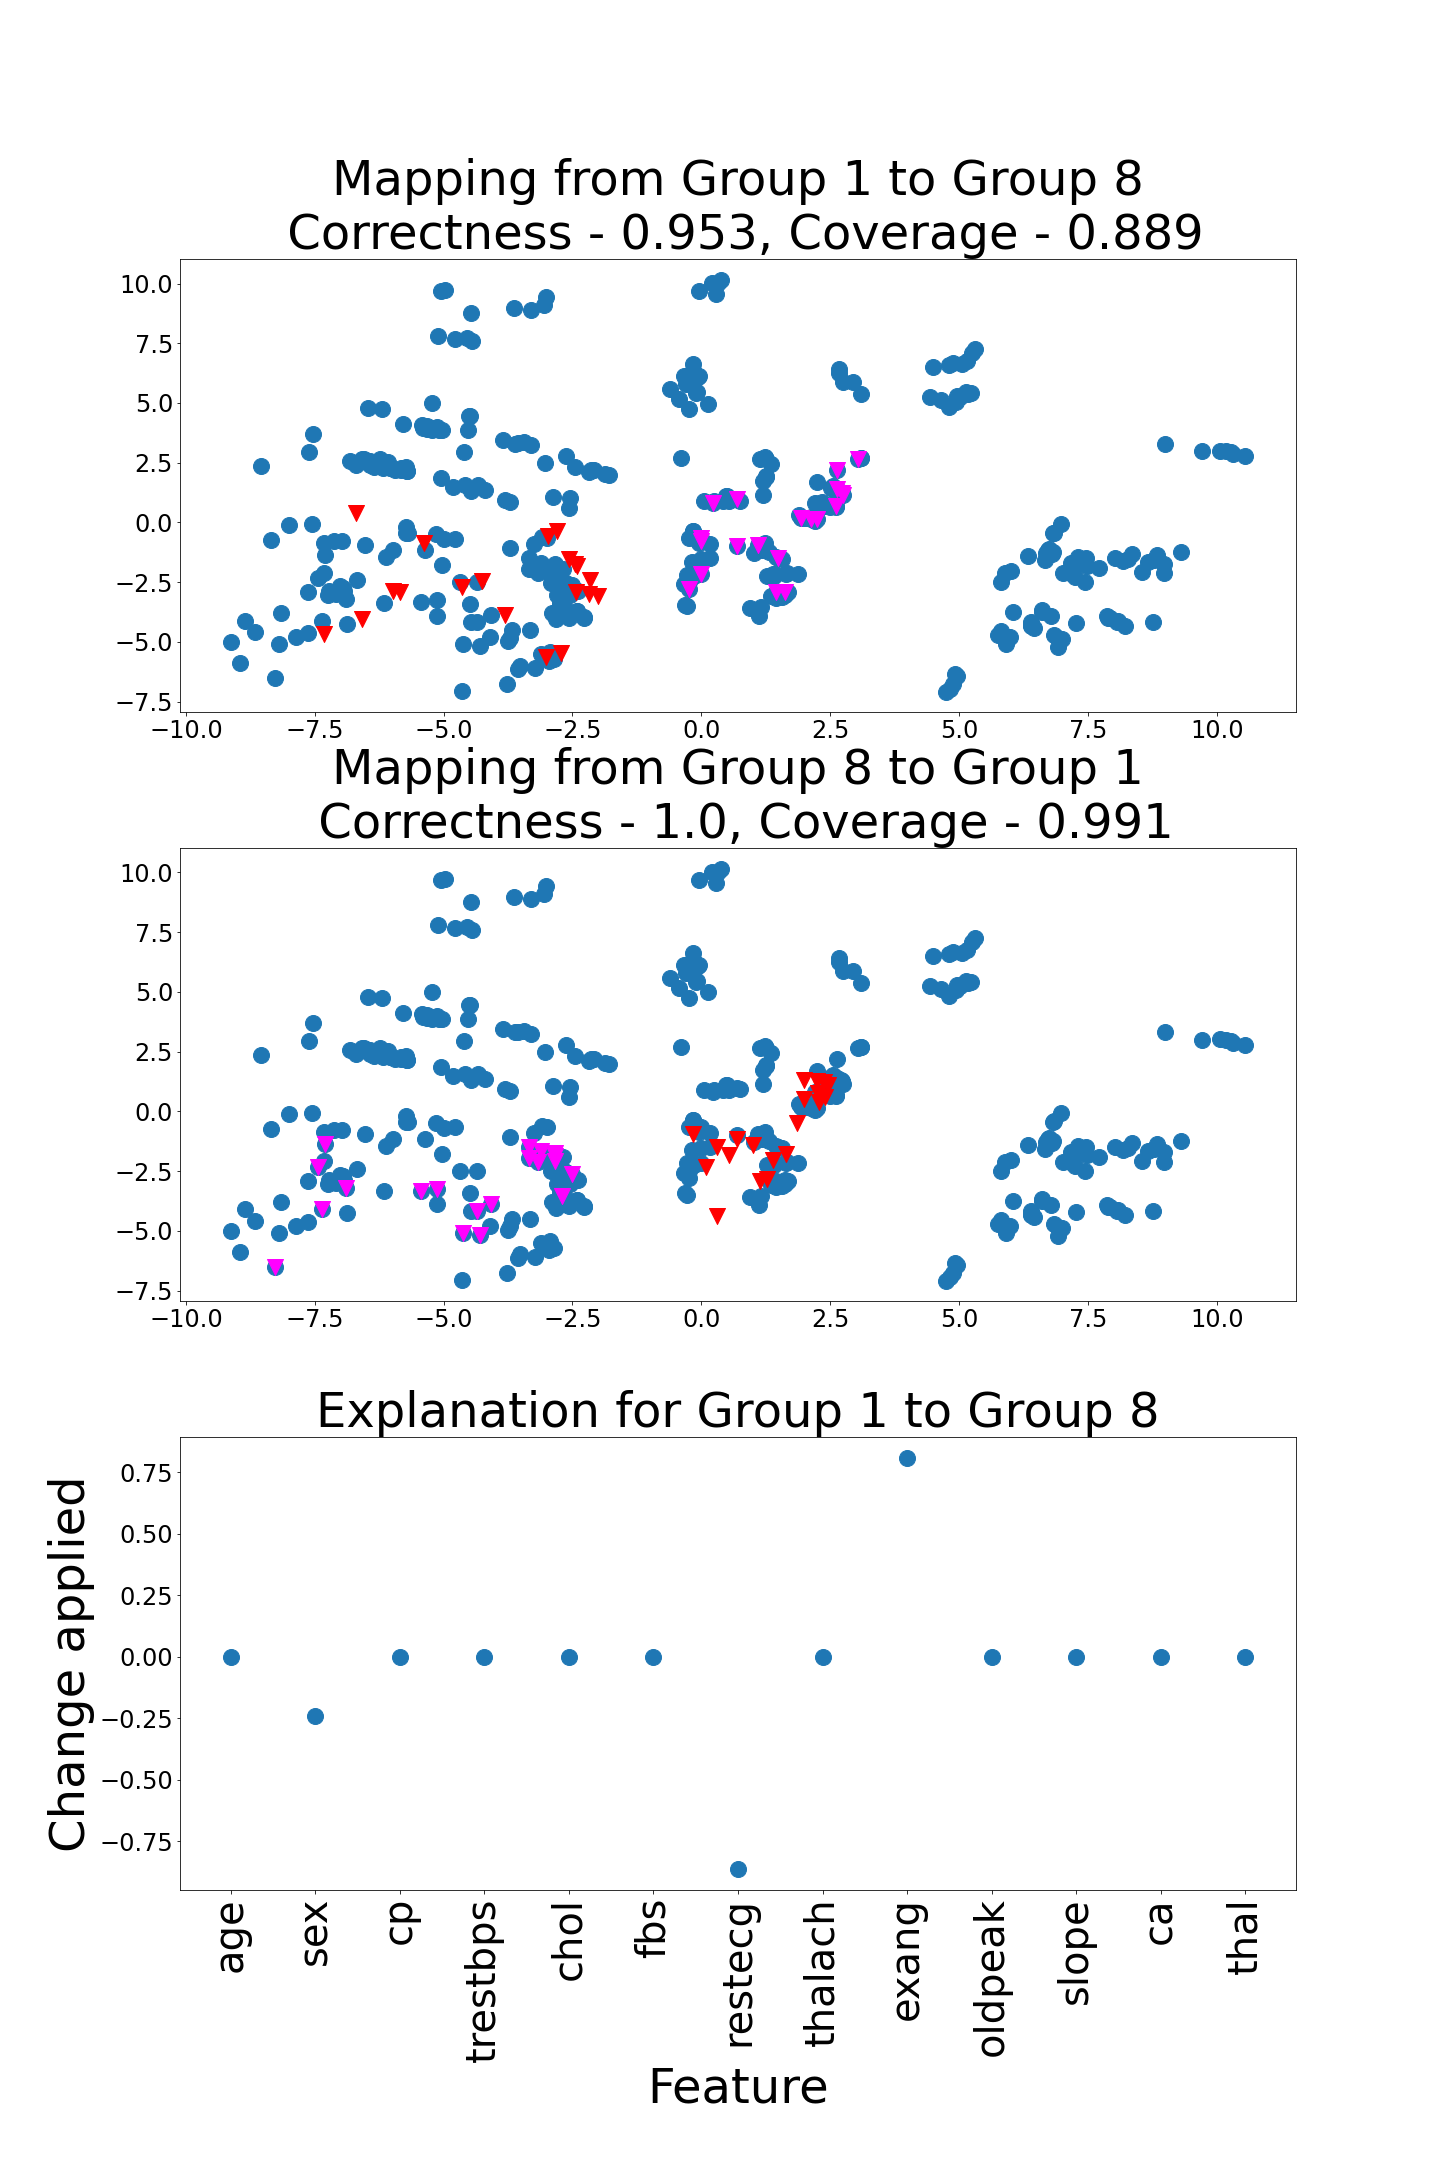 Mapping from Group 1 to Group 8
Correctness - 0.953, Coverage - 0.889
10.0
7.5
5.0
2.5
0.0
−2.5
−5.0
−7.5
−10.0 −7.5 −5.0 −2.5 0.0 2.5 5.0 7.5 10.0
Mapping from Group 8 to Group 1
Correctness - 1.0, Coverage - 0.991
10.0
7.5
5.0
2.5
0.0
−2.5
−5.0
−7.5
−10.0 −7.5 −5.0 −2.5 0.0 2.5 5.0 7.5 10.0
Explanation for Group 1 to Group 8
Change applied
0.75
0.50
0.25
0.00
−0.25
−0.50
−0.75
age sex cp trestbps chol fbs restecg thalach exang oldpeak slope ca thal
Feature